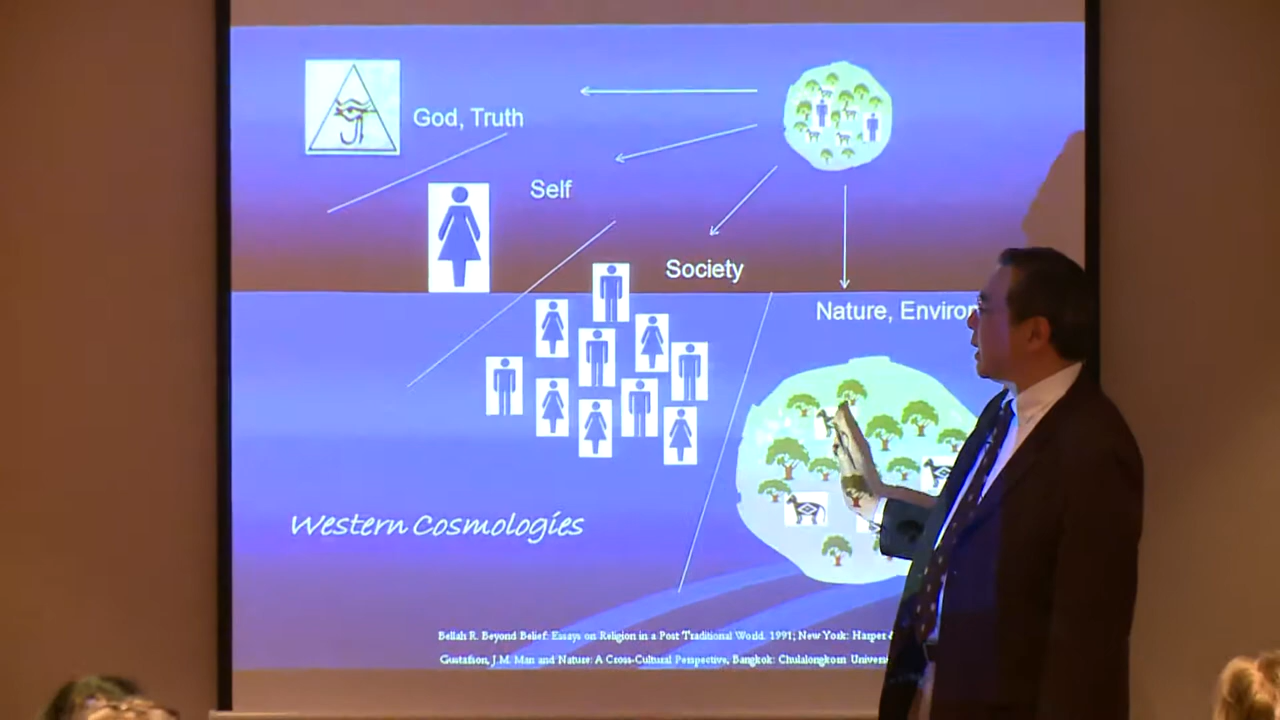 God, Truth
Self
Society
Nature, Environ
Western Cosmologies
Bellah R. Beyond Belief: Essays on Religion in a Post Traditional World. 1991; New York: Harper &
Gustafson, J.M. Man and Nature: A Cross-Cultural Perspective, Bangkok: Chulalongkorn Univers